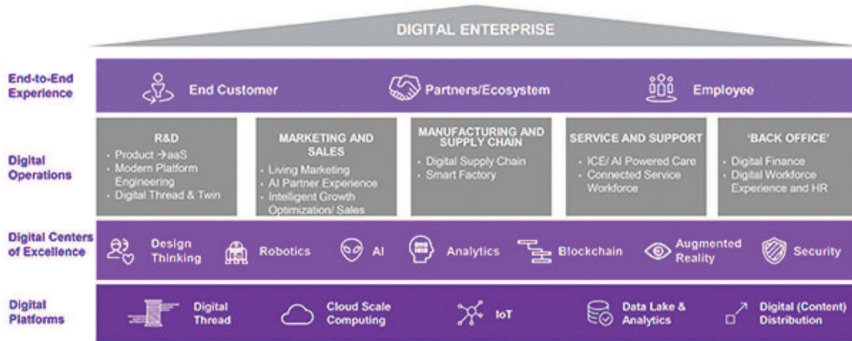 DIGITAL ENTERPRISE
End-to-End
Experience
End Customer
Partners/Ecosystem
Employee
Digital
Operations
R&D
• Product →aaS
• Modern Platform
Engineering
• Digital Thread & Twin
MARKETING AND
SALES
• Living Marketing
• AI Partner Experience
• Intelligent Growth
Optimization/ Sales
MANUFACTURING AND
SUPPLY CHAIN
• Digital Supply Chain
• Smart Factory
SERVICE AND SUPPORT
• ICE/ AI Powered Care
• Connected Service
Workforce
‘BACK OFFICE’
• Digital Finance
• Digital Workforce
Experience and HR
Digital Centers
of Excellence
Design
Thinking
Robotics
AI
Analytics
Blockchain
Augmented
Reality
Security
Digital
Platforms
Digital
Thread
Cloud Scale
Computing
IoT
Data Lake &
Analytics
Digital (Content)
Distribution